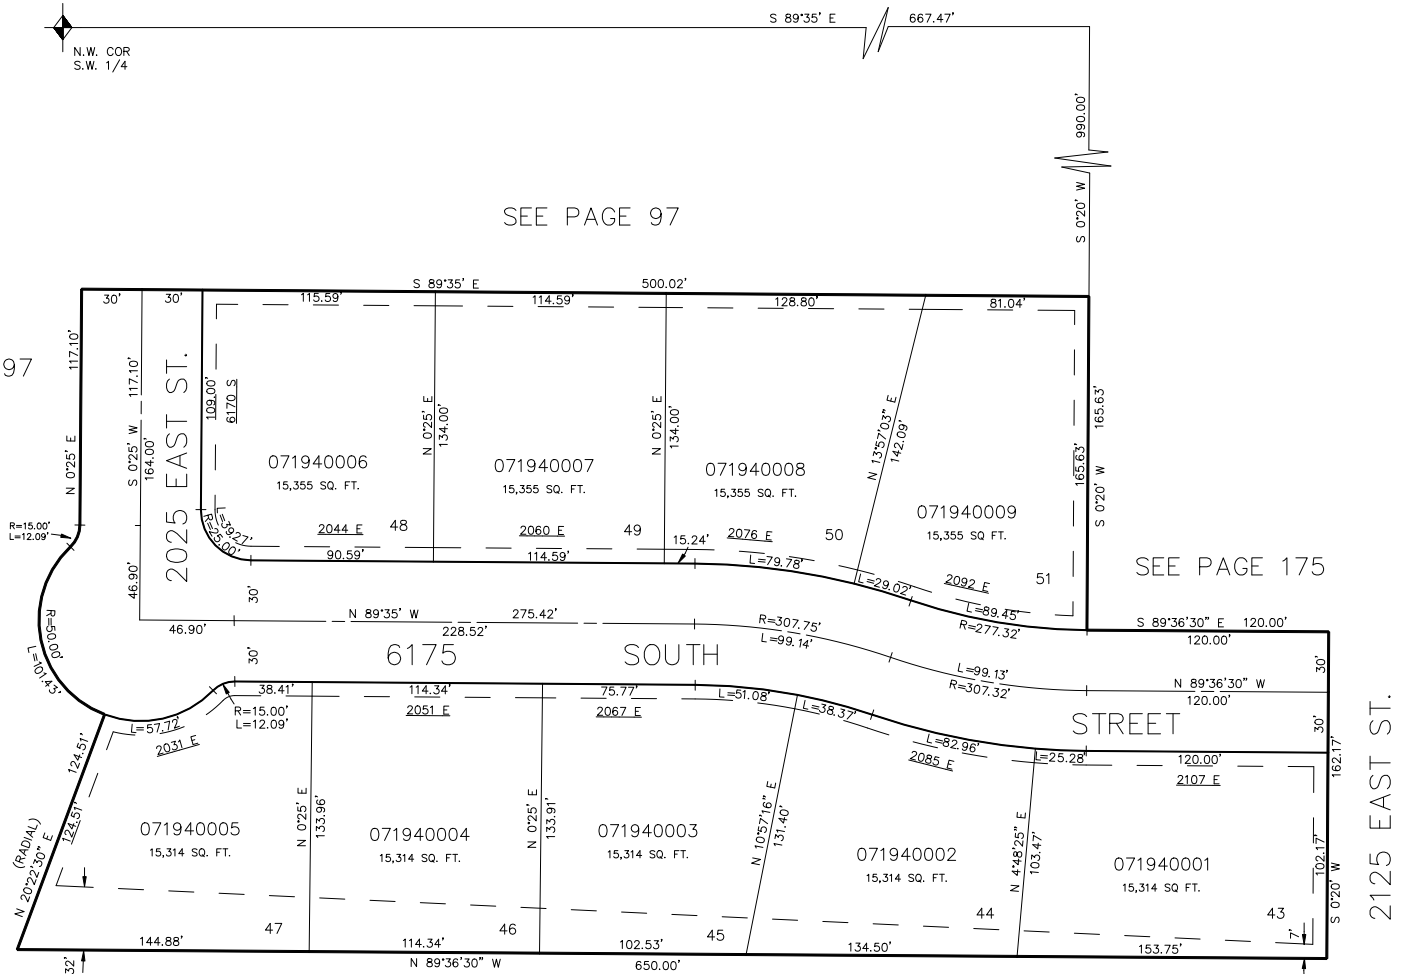 S 89°35' E 667.47'
N.W. COR
S.W. 1/4
990.00'
S 0°20' W
SEE PAGE 97
S 89°35' E 500.02'
30' 30' 115.59' 114.59' 128.80' 81.04'
97
117.10'
N 0°25' E
117.10'
S 0°25' W
164.00'
46.90'
2025 EAST ST.
109.00'
6170 S
N 0°25' E
134.00'
N 0°25' E
134.00'
N 13°57'03" E
142.09'
165.63'
165.63'
S 0°20' W
071940006
15,355 SQ. FT.
071940007
15,355 SQ. FT.
071940008
15,355 SQ. FT.
071940009
15,355 SQ. FT.
R=15.00'
L=12.09'
L=39.27'
R=25.00'
2044 E 48
2060 E 49
2076 E 50
2092 E 51
90.59' 114.59' 15.24' L=79.78' L=29.02' L=89.45'
R=277.32'
SEE PAGE 175
S 89°36'30" E 120.00'
120.00'
30'
N 89°35' W 275.42'
46.90' 228.52'
R=307.75'
L=99.14'
L=99.13'
R=307.32'
N 89°36'30" W
120.00'
30'
30'
30'
R=50.00'
L=101.43'
6175 SOUTH STREET
38.41' 114.34' 75.77' L=51.08' L=38.37' L=82.96' L=25.28' 120.00'
R=15.00'
L=12.09'
L=57.72'
2031 E
2051 E
2067 E
2085 E
2107 E
162.17'
2125 EAST ST.
124.51'
124.51'
(RADIAL)
N 20°22'30" E
N 0°25' E
133.96'
N 0°25' E
133.91'
N 10°57'16" E
131.40'
N 4°48'25" E
103.47'
102.17'
S 0°20' W
071940005
15,314 SQ. FT.
071940004
15,314 SQ. FT.
071940003
15,314 SQ. FT.
071940002
15,314 SQ. FT.
071940001
15,314 SQ FT.
47 46 45 44 43
7'
144.88' 114.34' 102.53' 134.50' 153.75'
32'
N 89°36'30" W 650.00'